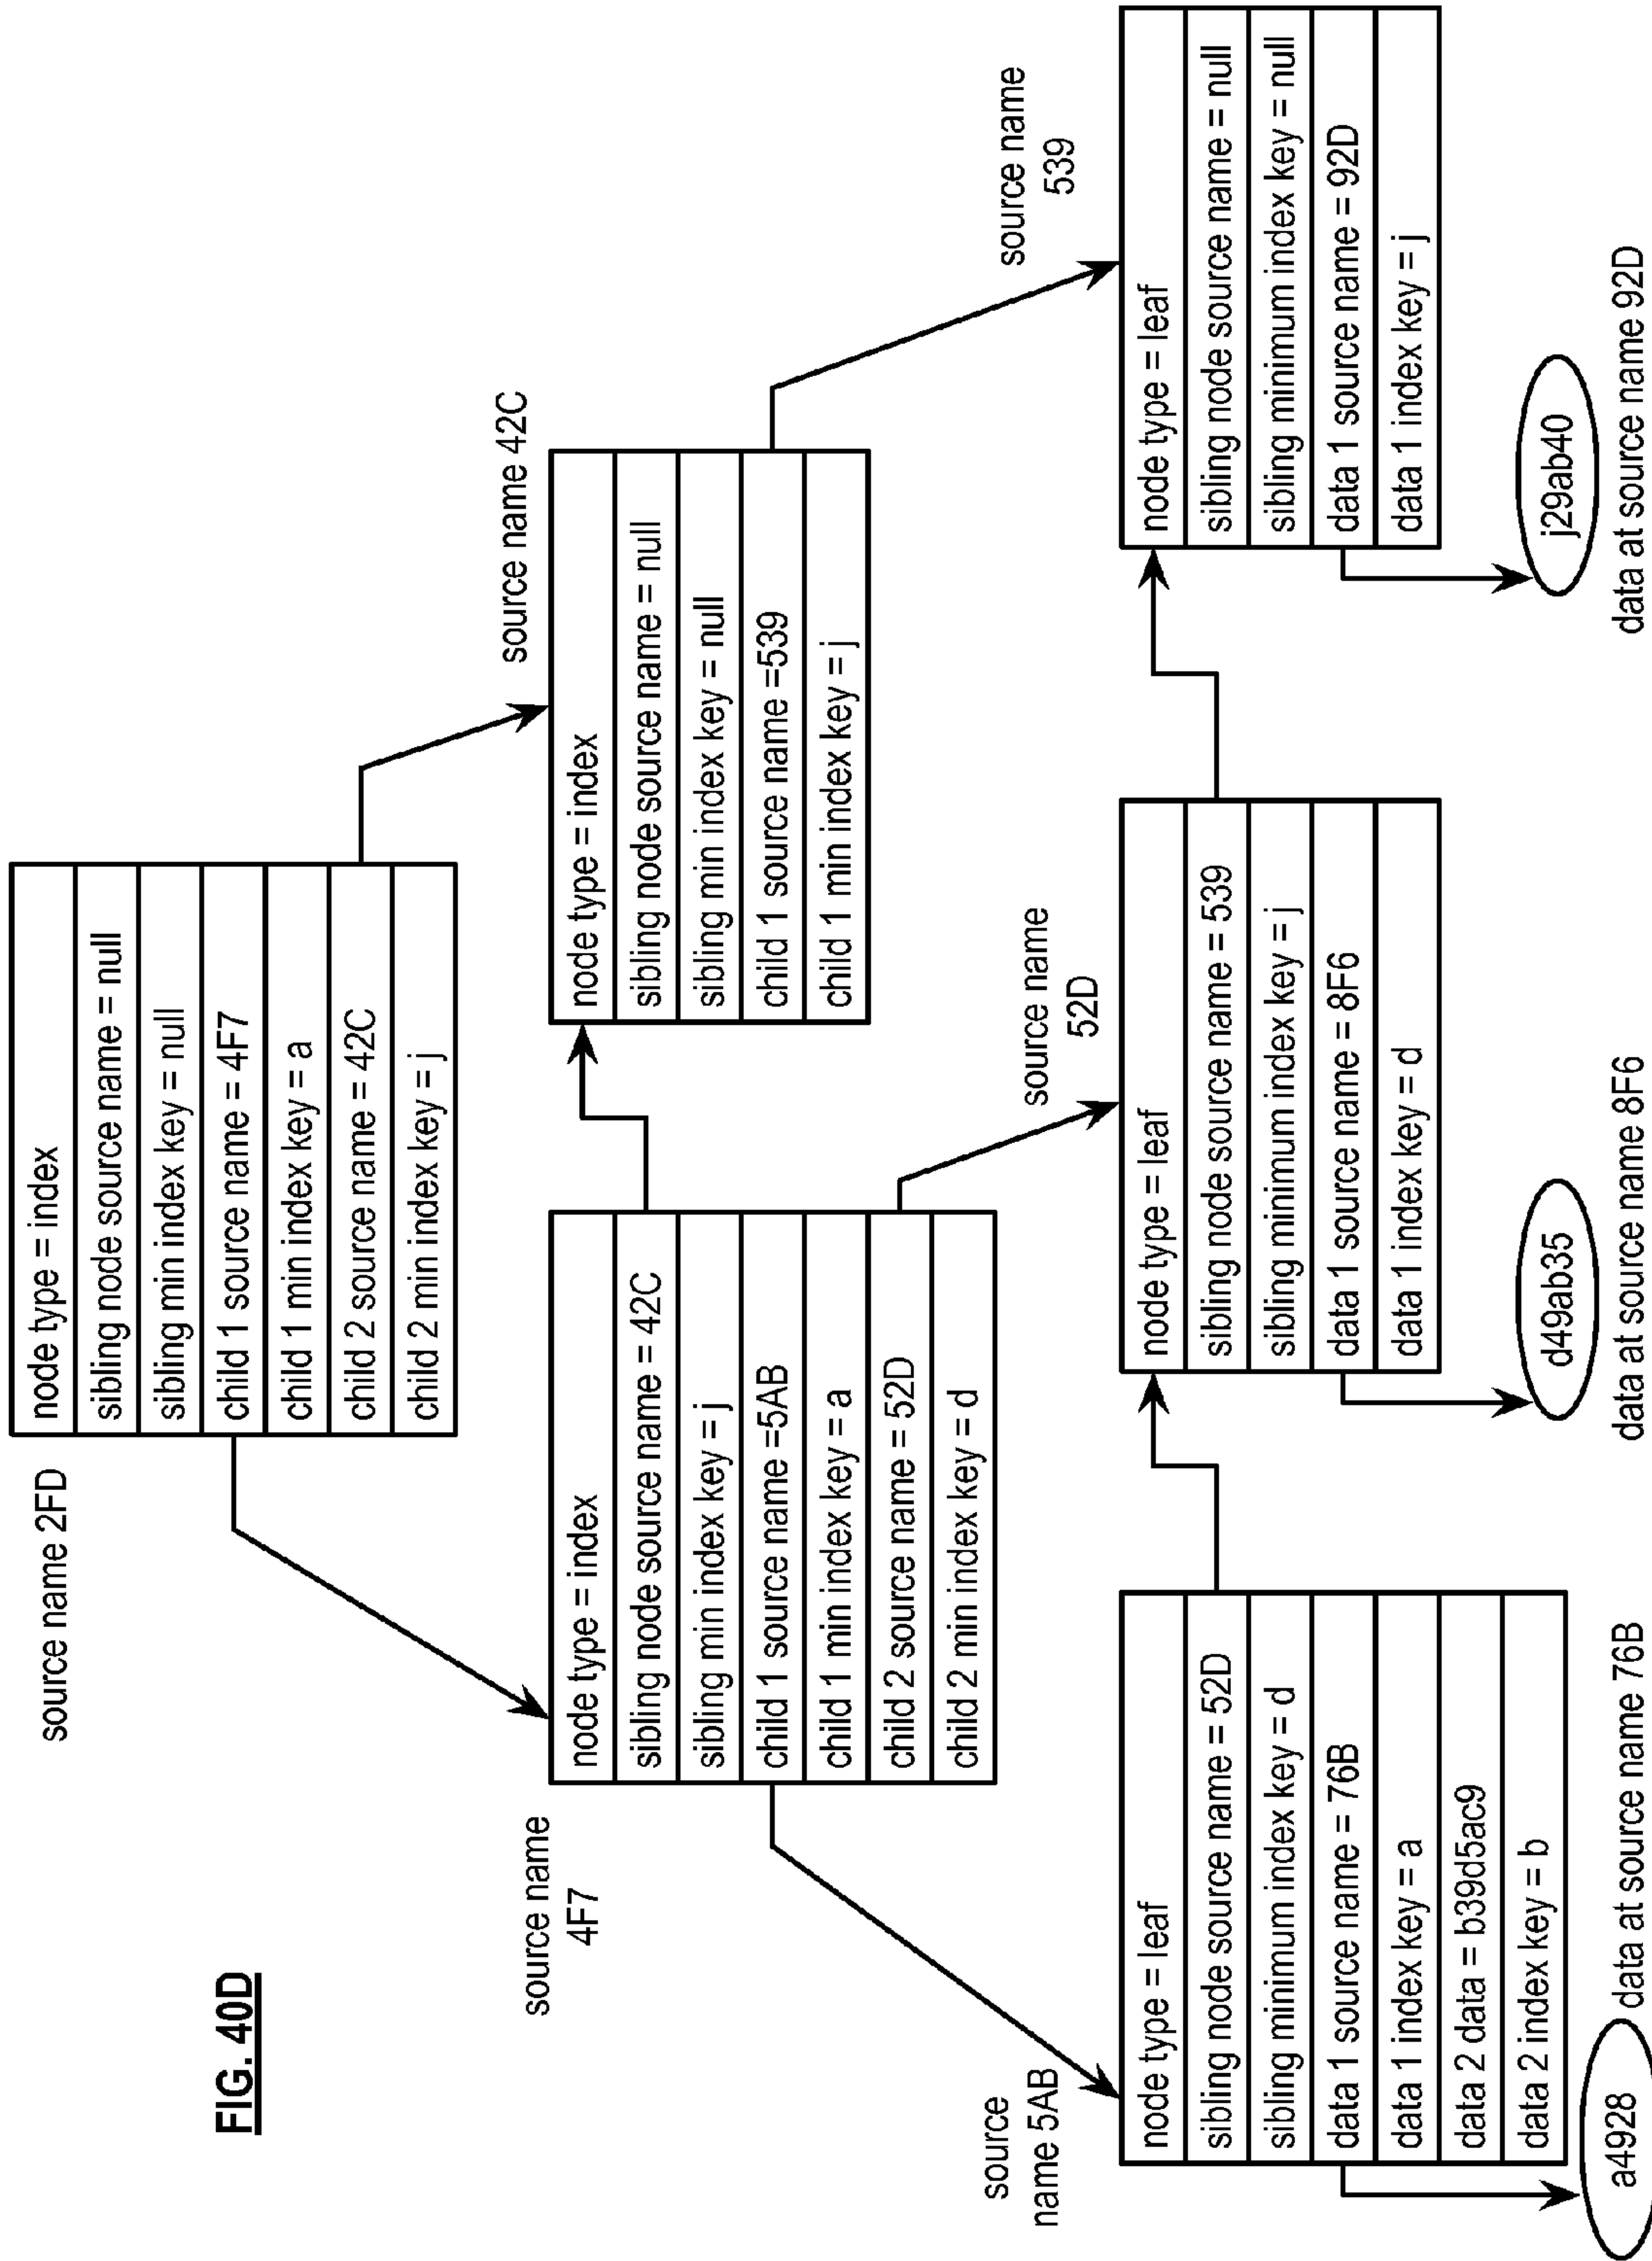 FIG. 40D
source name 2FD
node type = index
sibling node source name = null
sibling min index key = null
child 1 source name = 4F7
child 1 min index key = a
child 2 source name = 42C
child 2 min index key = j
source name
4F7
node type = index
sibling node source name = 42C
sibling min index key = j
child 1 source name =5AB
child 1 min index key = a
child 2 source name = 52D
child 2 min index key = d
source name 42C
node type = index
sibling node source name = null
sibling min index key = null
child 1 source name =539
child 1 min index key = j
source
name 5AB
node type = leaf
sibling node source name = 52D
sibling minimum index key = d
data 1 source name = 76B
data 1 index key = a
data 2 data = b39d5ac9
data 2 index key = b
a4928
data at source name 76B
source name
52D
node type = leaf
sibling node source name = 539
sibling minimum index key = j
data 1 source name = 8F6
data 1 index key = d
d49ab35
data at source name 8F6
source name
539
node type = leaf
sibling node source name = null
sibling minimum index key = null
data 1 source name = 92D
data 1 index key = j
j29ab40
data at source name 92D